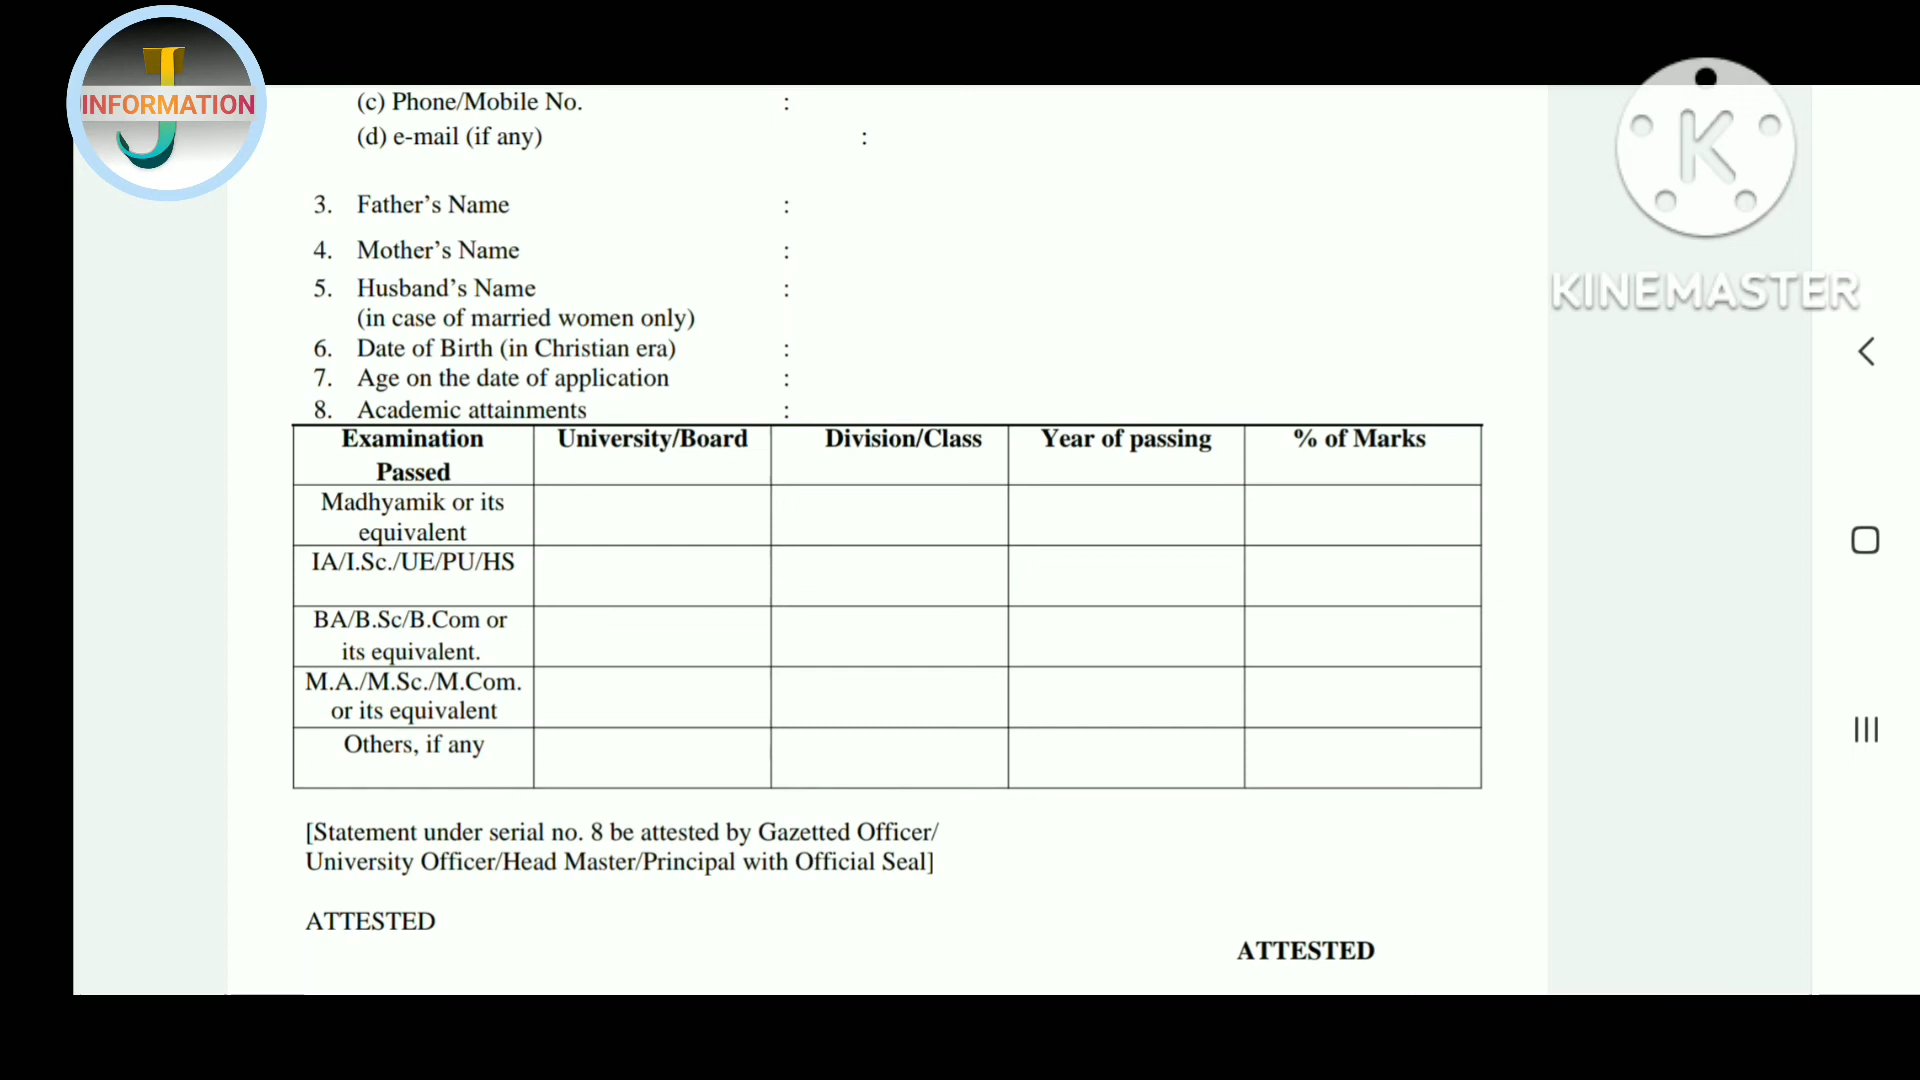 J
INFORMATION
K
KINEMASTER
(c) Phone/Mobile No. :
(d) e-mail (if any) :
3. Father’s Name :
4. Mother’s Name :
5. Husband’s Name :
(in case of married women only)
6. Date of Birth (in Christian era) :
7. Age on the date of application :
8. Academic attainments :
Examination Passed University/Board Division/Class Year of passing % of Marks
Madhyamik or its
equivalent
IA/I.Sc./UE/PU/HS
BA/B.Sc/B.Com or
its equivalent.
M.A./M.Sc./M.Com.
or its equivalent
Others, if any
[Statement under serial no. 8 be attested by Gazetted Officer/
University Officer/Head Master/Principal with Official Seal]
ATTESTED
ATTESTED